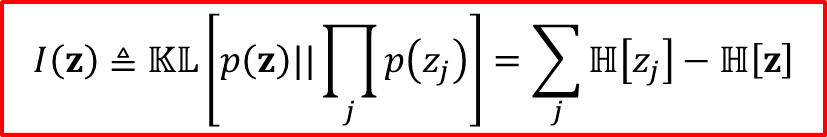 I(𝐳) ≜ 𝕂𝕃 [p(𝐳)|| ∏_j p(z_j)] = ∑_j ℍ[z_j] − ℍ[𝐳]